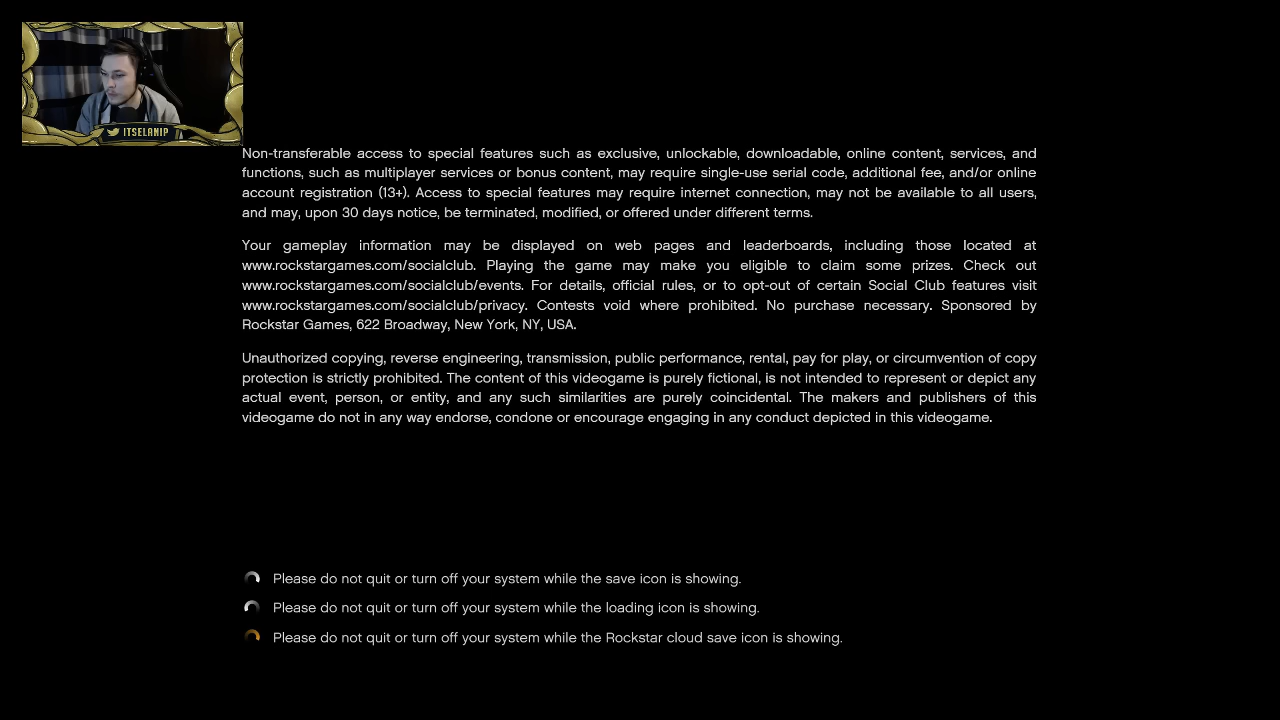 ITSELANIP
Non-transferable access to special features such as exclusive, unlockable, downloadable, online content, services, and
functions, such as multiplayer services or bonus content, may require single-use serial code, additional fee, and/or online
account registration (13+). Access to special features may require internet connection, may not be available to all users,
and may, upon 30 days notice, be terminated, modified, or offered under different terms.
Your gameplay information may be displayed on web pages and leaderboards, including those located at
www.rockstargames.com/socialclub. Playing the game may make you eligible to claim some prizes. Check out
www.rockstargames.com/socialclub/events. For details, official rules, or to opt-out of certain Social Club features visit
www.rockstargames.com/socialclub/privacy. Contests void where prohibited. No purchase necessary. Sponsored by
Rockstar Games, 622 Broadway, New York, NY, USA.
Unauthorized copying, reverse engineering, transmission, public performance, rental, pay for play, or circumvention of copy
protection is strictly prohibited. The content of this videogame is purely fictional, is not intended to represent or depict any
actual event, person, or entity, and any such similarities are purely coincidental. The makers and publishers of this
videogame do not in any way endorse, condone or encourage engaging in any conduct depicted in this videogame.
Please do not quit or turn off your system while the save icon is showing.
Please do not quit or turn off your system while the loading icon is showing.
Please do not quit or turn off your system while the Rockstar cloud save icon is showing.